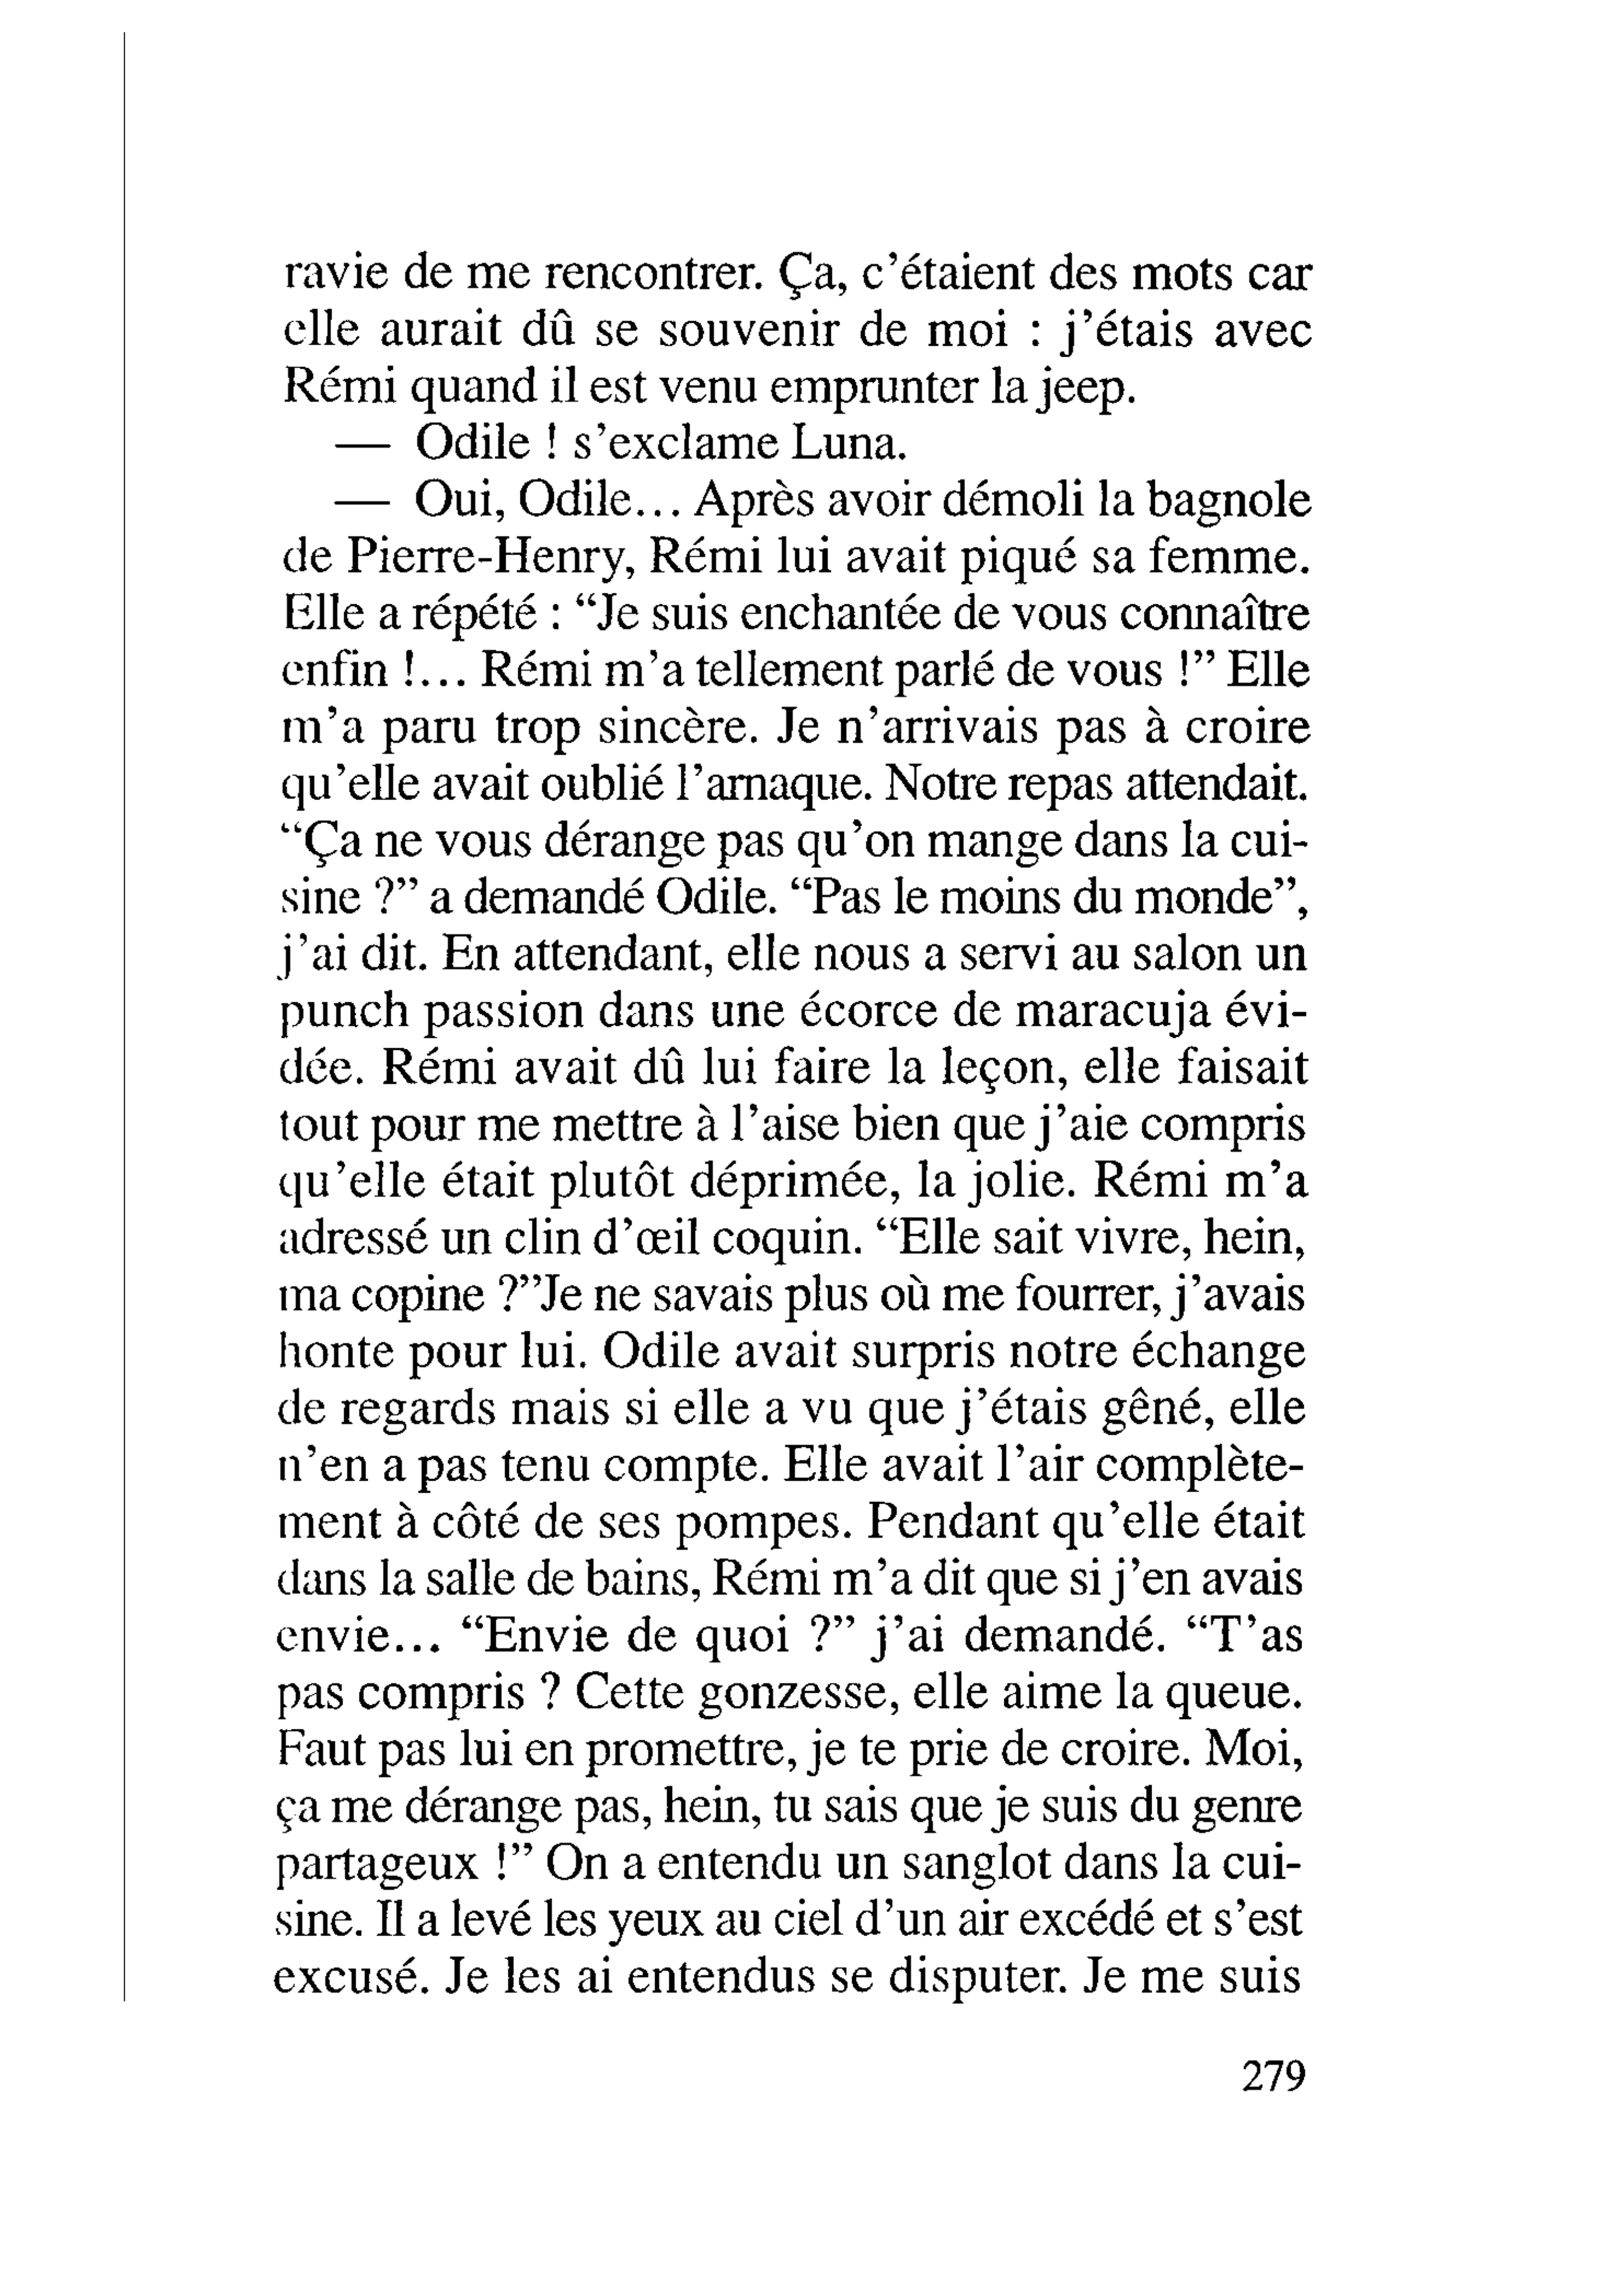 ravie de me rencontrer. Ça, c’étaient des mots car
elle aurait dû se souvenir de moi : j’étais avec
Rémi quand il est venu emprunter la jeep.
— Odile ! s’exclame Luna.
— Oui, Odile... Après avoir démoli la bagnole
de Pierre-Henry, Rémi lui avait piqué sa femme.
Elle a répété : “Je suis enchantée de vous connaître
enfin !... Rémi m’a tellement parlé de vous !” Elle
m’a paru trop sincère. Je n’arrivais pas à croire
qu’elle avait oublié l’arnaque. Notre repas attendait.
“Ça ne vous dérange pas qu’on mange dans la cui-
sine ?” a demandé Odile. “Pas le moins du monde”,
j’ai dit. En attendant, elle nous a servi au salon un
punch passion dans une écorce de maracuja évi-
dée. Rémi avait dû lui faire la leçon, elle faisait
tout pour me mettre à l’aise bien que j’aie compris
qu’elle était plutôt déprimée, la jolie. Rémi m’a
adressé un clin d’œil coquin. “Elle sait vivre, hein,
ma copine ?”Je ne savais plus où me fourrer, j’avais
honte pour lui. Odile avait surpris notre échange
de regards mais si elle a vu que j’étais gêné, elle
n’en a pas tenu compte. Elle avait l’air complète-
ment à côté de ses pompes. Pendant qu’elle était
dans la salle de bains, Rémi m’a dit que si j’en avais
envie... “Envie de quoi ?” j’ai demandé. “T’as
pas compris ? Cette gonzesse, elle aime la queue.
Faut pas lui en promettre, je te prie de croire. Moi,
ça me dérange pas, hein, tu sais que je suis du genre
partageux !” On a entendu un sanglot dans la cui-
sine. Il a levé les yeux au ciel d’un air excédé et s’est
excusé. Je les ai entendus se disputer. Je me suis
279